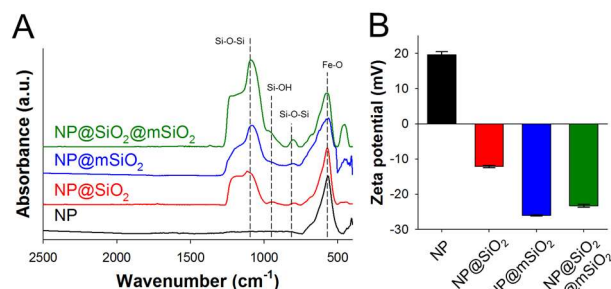 A
Absorbance (a.u.)
Si-O-Si
Si-OH
Si-O-Si
Fe-O
NP@SiO₂@mSiO₂
NP@mSiO₂
NP@SiO₂
NP
2500 2000 1500 1000 500
Wavenumber (cm⁻¹)
B
Zeta potential (mV)
20
10
0
-10
-20
-30
NP
NP@SiO₂
NP@mSiO₂
NP@SiO₂
@mSiO₂